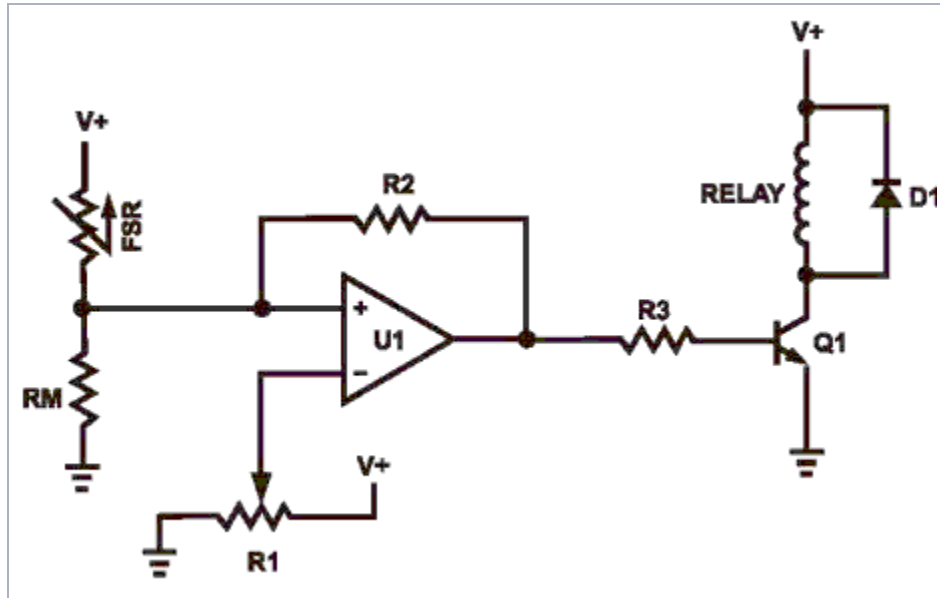 V+
V+
FSR
R2
RELAY
D1
+
U1
R3
Q1
−
RM
V+
R1